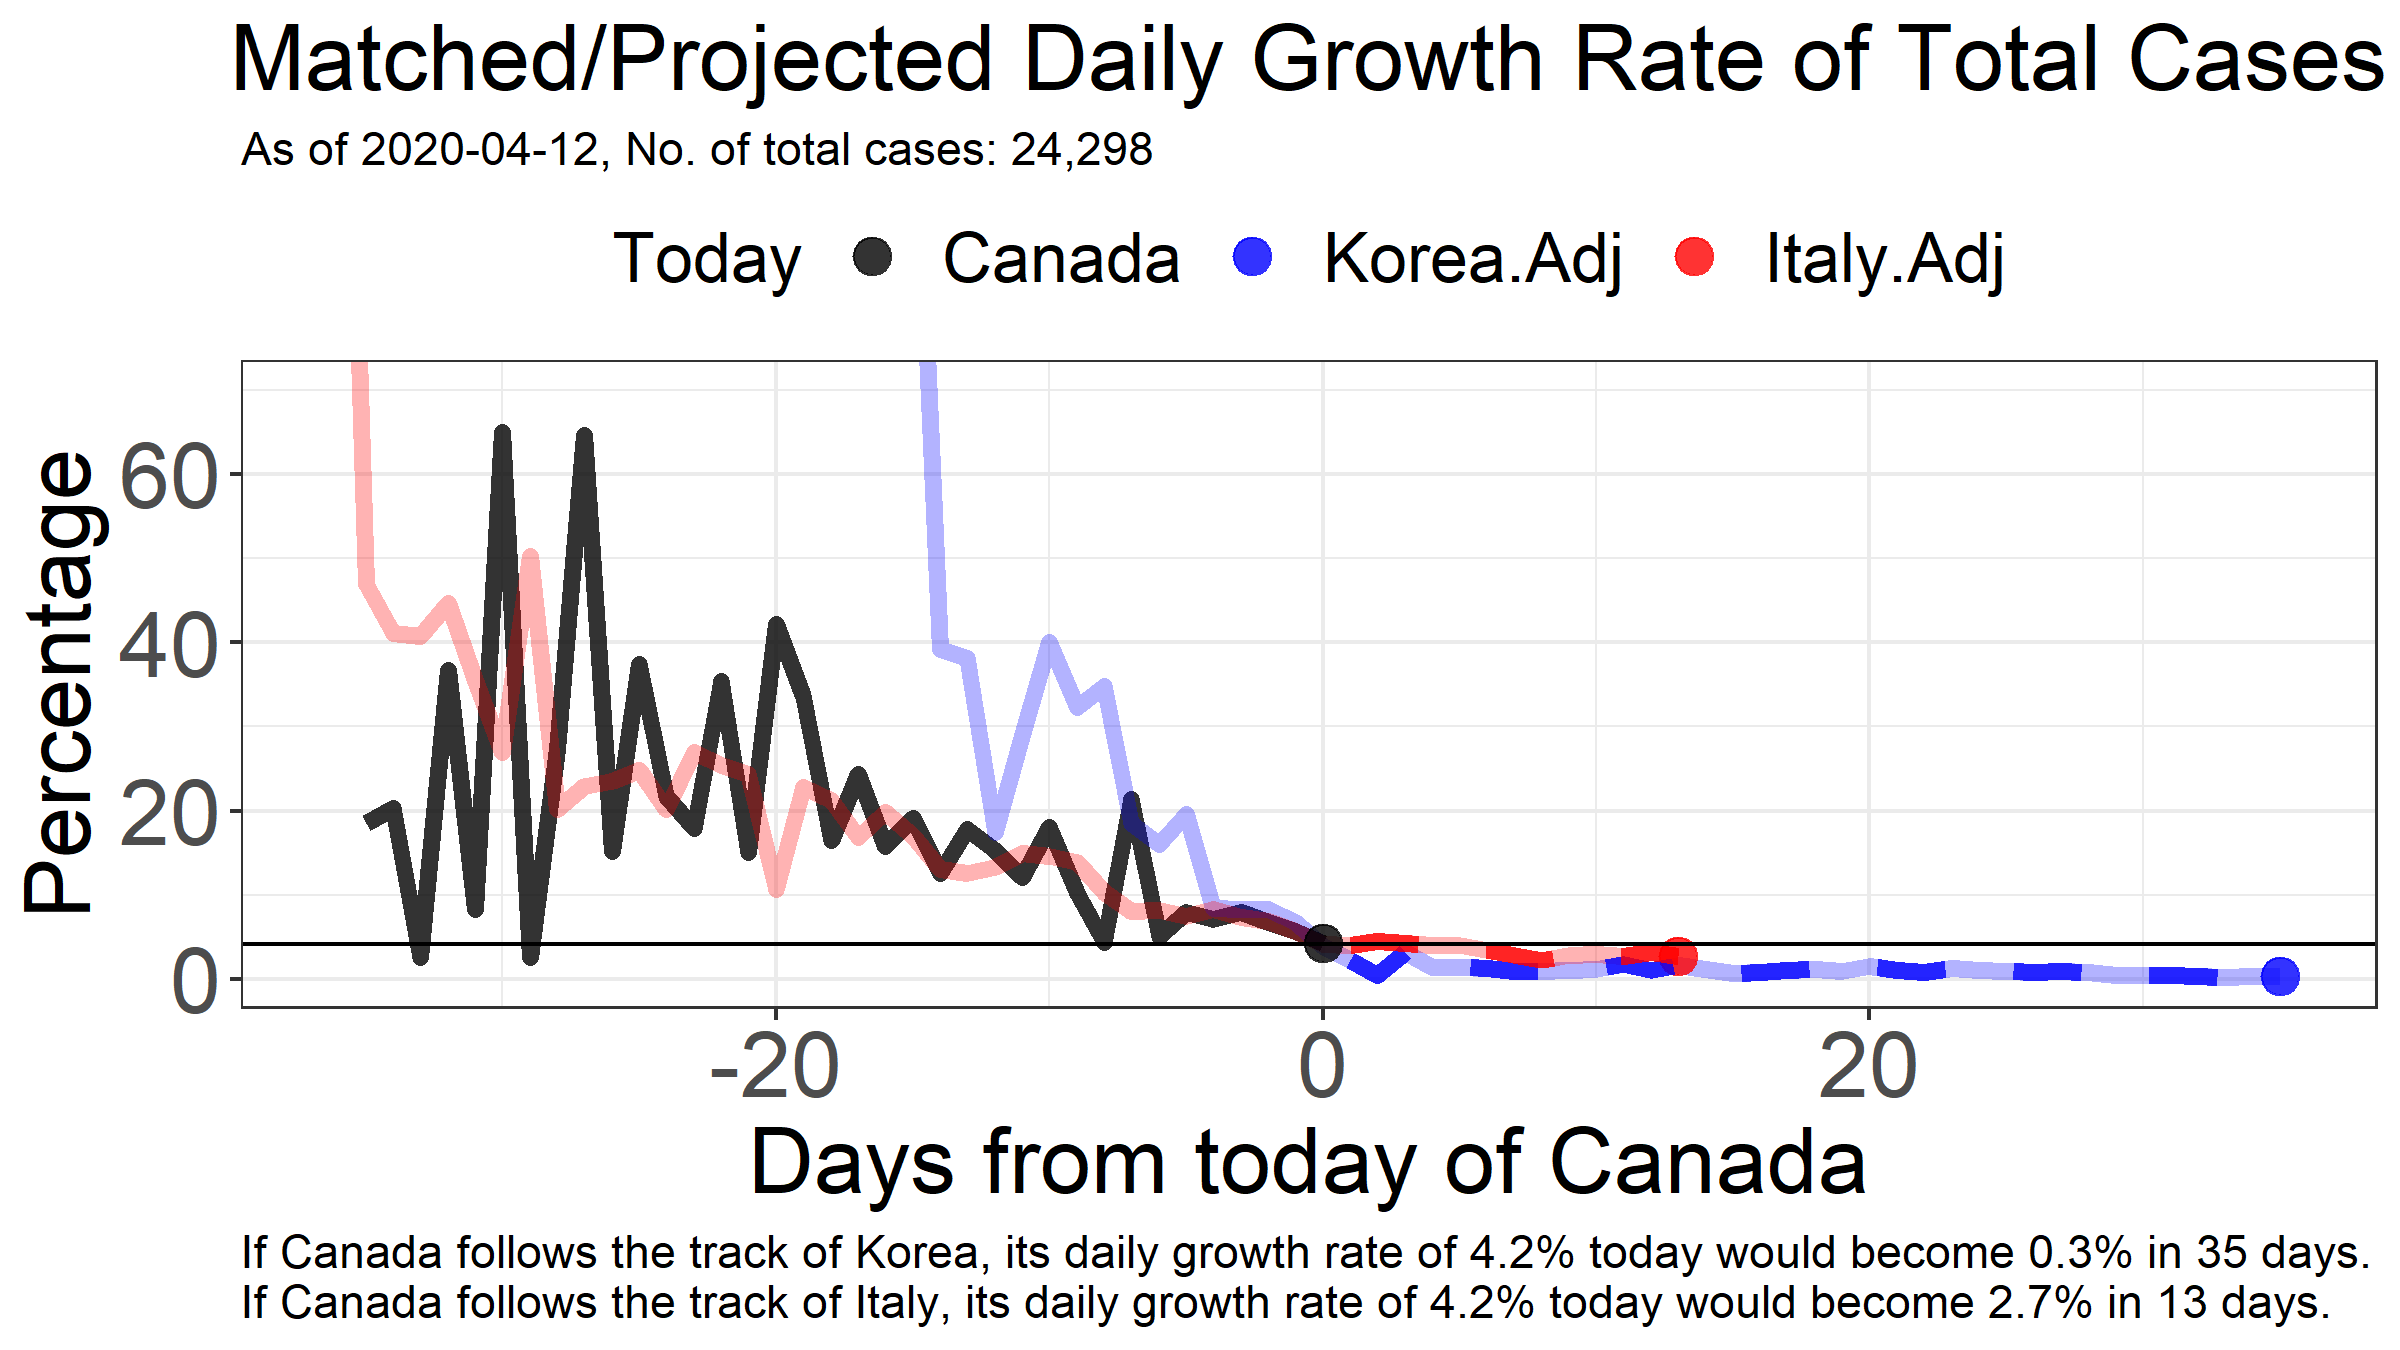 Matched/Projected Daily Growth Rate of Total Cases
As of 2020-04-12, No. of total cases: 24,298
Today Canada Korea.Adj Italy.Adj
Percentage
60
40
20
0
-20 0 20
Days from today of Canada
If Canada follows the track of Korea, its daily growth rate of 4.2% today would become 0.3% in 35 days.
If Canada follows the track of Italy, its daily growth rate of 4.2% today would become 2.7% in 13 days.